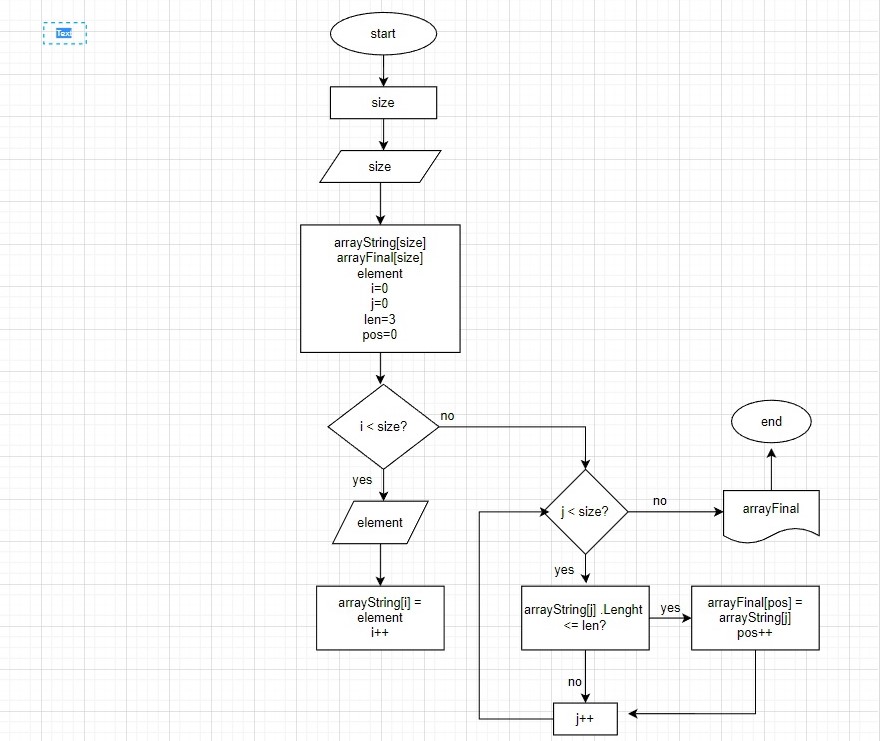 Text
start
size
size
arrayString[size]
arrayFinal[size]
element
i=0
j=0
len=3
pos=0
i < size?
no
yes
element
arrayString[i] =
element
i++
j < size?
no
yes
arrayString[j] .Lenght
<= len?
yes
no
arrayFinal[pos] =
arrayString[j]
pos++
j++
arrayFinal
end